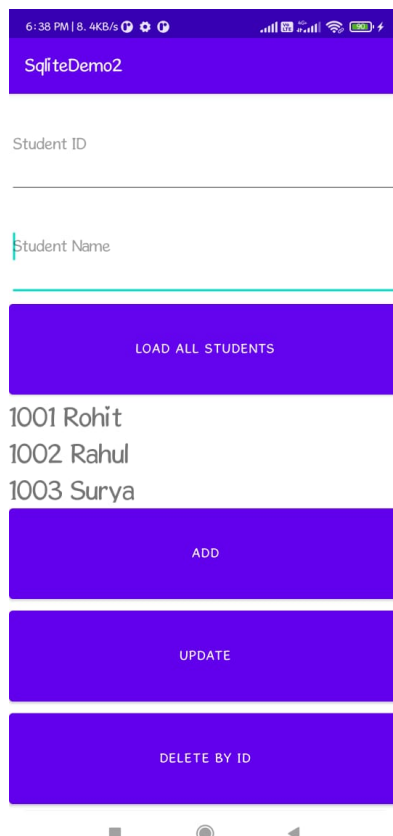 6:38 PM | 8. 4KB/s
90
SqliteDemo2
Student ID
Student Name
LOAD ALL STUDENTS
1001 Rohit
1002 Rahul
1003 Surya
ADD
UPDATE
DELETE BY ID